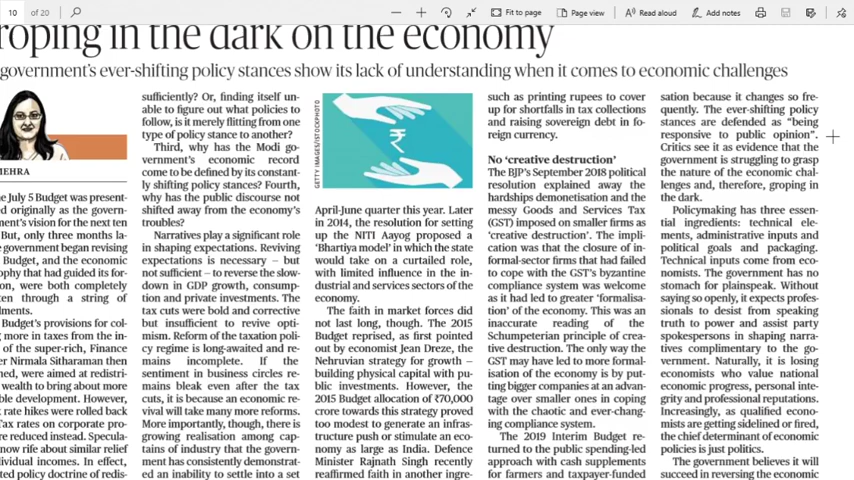 10 of 20
Fit to page
Page view
Read aloud
Add notes
roping in the dark on the economy
government's ever-shifting policy stances show its lack of understanding when it comes to economic challenges
MEHRA
e July 5 Budget was present-
ed originally as the govern-
ment's vision for the next ten
But, only three months la-
e government began revising
Budget, and the economic
phy that had guided its for-
on, were both completely
ten through a string of
dments.
Budget's provisions for col-
g more in taxes from the in-
of the super-rich, Finance
er Nirmala Sitharaman then
ned, were aimed at redistri-
wealth to bring about more
ble development. However,
rate hikes were rolled back
Tax rates on corporate pro-
re reduced instead. Specula-
now rife about similar relief
dividual incomes. In effect,
ted policy doctrine of redis-
sufficiently? Or, finding itself un-
able to figure out what policies to
follow, is it merely flitting from one
type of policy stance to another?
Third, why has the Modi go-
vernment's economic record
come to be defined by its constant-
ly shifting policy stances? Fourth,
why has the public discourse not
shifted away from the economy's
troubles?
Narratives play a significant role
in shaping expectations. Reviving
expectations is necessary – but
not sufficient – to reverse the slow-
down in GDP growth, consump-
tion and private investments. The
tax cuts were bold and corrective
but insufficient to revive opti-
mism. Reform of the taxation poli-
cy regime is long-awaited and re-
mains incomplete. If the
sentiment in business circles re-
mains bleak even after the tax
cuts, it is because an economic re-
vival will take many more reforms.
More importantly, though, there is
growing realisation among cap-
tains of industry that the govern-
ment has consistently demonstrat-
ed an inability to settle into a set
GETTY IMAGES/ISTOCKPHOTO
₹
April-June quarter this year. Later
in 2014, the resolution for setting
up the NITI Aayog proposed a
'Bhartiya model' in which the state
would take on a curtailed role,
with limited influence in the in-
dustrial and services sectors of the
economy.
The faith in market forces did
not last long, though. The 2015
Budget reprised, as first pointed
out by economist Jean Dreze, the
Nehruvian strategy for growth –
building physical capital with pu-
blic investments. However, the
2015 Budget allocation of ₹70,000
crore towards this strategy proved
too modest to generate an infras-
tructure push or stimulate an eco-
nomy as large as India. Defence
Minister Rajnath Singh recently
reaffirmed faith in another ingre-
such as printing rupees to cover
up for shortfalls in tax collections
and raising sovereign debt in fo-
reign currency.
No 'creative destruction'
The BJP's September 2018 political
resolution explained away the
hardships demonetisation and the
messy Goods and Services Tax
(GST) imposed on smaller firms as
'creative destruction'. The impli-
cation was that the closure of in-
formal-sector firms that had failed
to cope with the GST's byzantine
compliance system was welcome
as it had led to greater 'formalisa-
tion' of the economy. This was an
inaccurate reading of the
Schumpeterian principle of crea-
tive destruction. The only way the
GST may have led to more formal-
isation of the economy is by put-
ting bigger companies at an advan-
tage over smaller ones in coping
with the chaotic and ever-chang-
ing compliance system.
The 2019 Interim Budget re-
turned to the public spending-led
approach with cash supplements
for farmers and taxpayer-funded
sation because it changes so fre-
quently. The ever-shifting policy
stances are defended as "being
responsive to public opinion".
Critics see it as evidence that the
government is struggling to grasp
the nature of the economic chal-
lenges and, therefore, groping in
the dark.
Policymaking has three essen-
tial ingredients: technical ele-
ments, administrative inputs and
political goals and packaging.
Technical inputs come from eco-
nomists. The government has no
stomach for plainspeak. Without
saying so openly, it expects profes-
sionals to desist from speaking
truth to power and assist party
spokespersons in shaping narra-
tives complimentary to the go-
vernment. Naturally, it is losing
economists who value national
economic progress, personal inte-
grity and professional reputations.
Increasingly, as qualified econo-
mists are getting sidelined or fired,
the chief determinant of economic
policies is just politics.
The government believes it will
succeed in reversing the economic